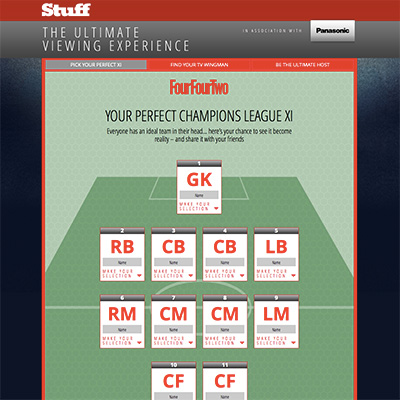 Stuff
THE ULTIMATE
VIEWING EXPERIENCE
IN ASSOCIATION WITH
Panasonic
PICK YOUR PERFECT XI
FIND YOUR TV WINGMAN
BE THE ULTIMATE HOST
FourFourTwo
YOUR PERFECT CHAMPIONS LEAGUE XI
Everyone has an ideal team in their head... here's your chance to see it become
reality – and share it with your friends
1
GK
Name
MAKE YOUR
SELECTION
2 3 4 5
RB CB CB LB
Name Name Name Name
MAKE YOUR MAKE YOUR MAKE YOUR MAKE YOUR
SELECTION SELECTION SELECTION SELECTION
6 7 8 9
RM CM CM LM
Name Name Name Name
MAKE YOUR MAKE YOUR MAKE YOUR MAKE YOUR
SELECTION SELECTION SELECTION SELECTION
10 11
CF CF
Name Name